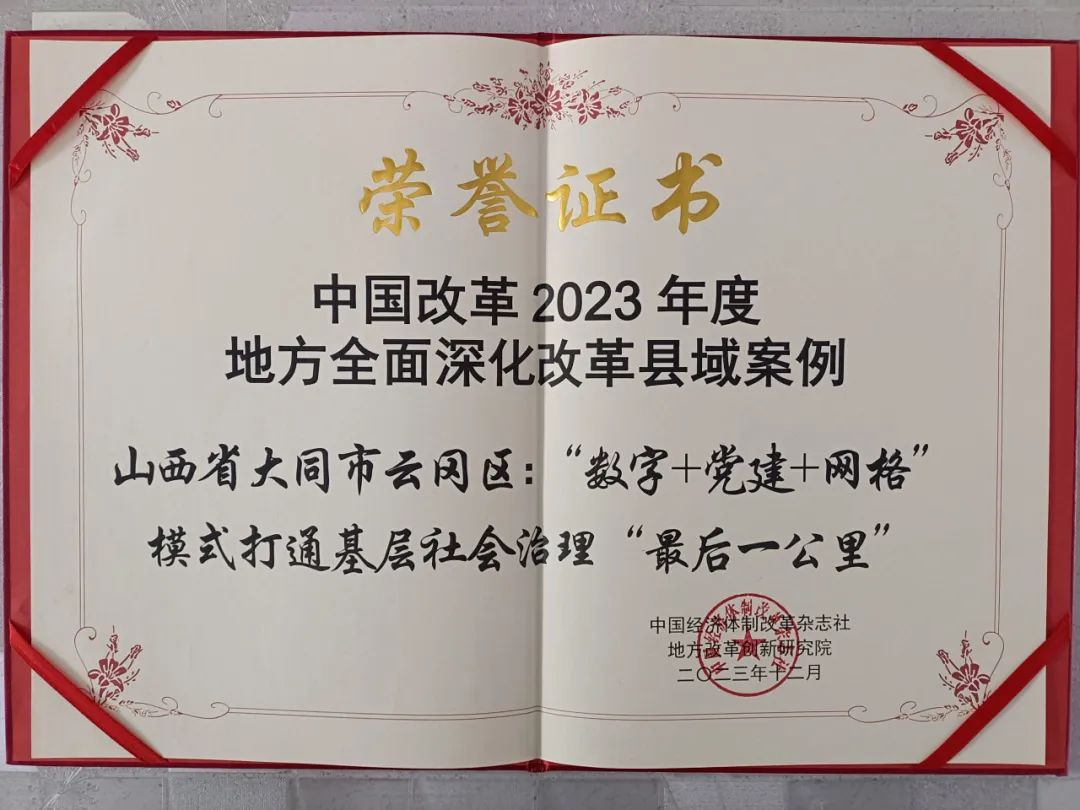 荣誉证书
中国改革 2023 年度
地方全面深化改革县域案例
山西省大同市云冈区:“数字+党建+网格”
模式打通基层社会治理“最后一公里”
中国经济体制改革杂志社
地方改革创新研究院
二〇二三年十二月